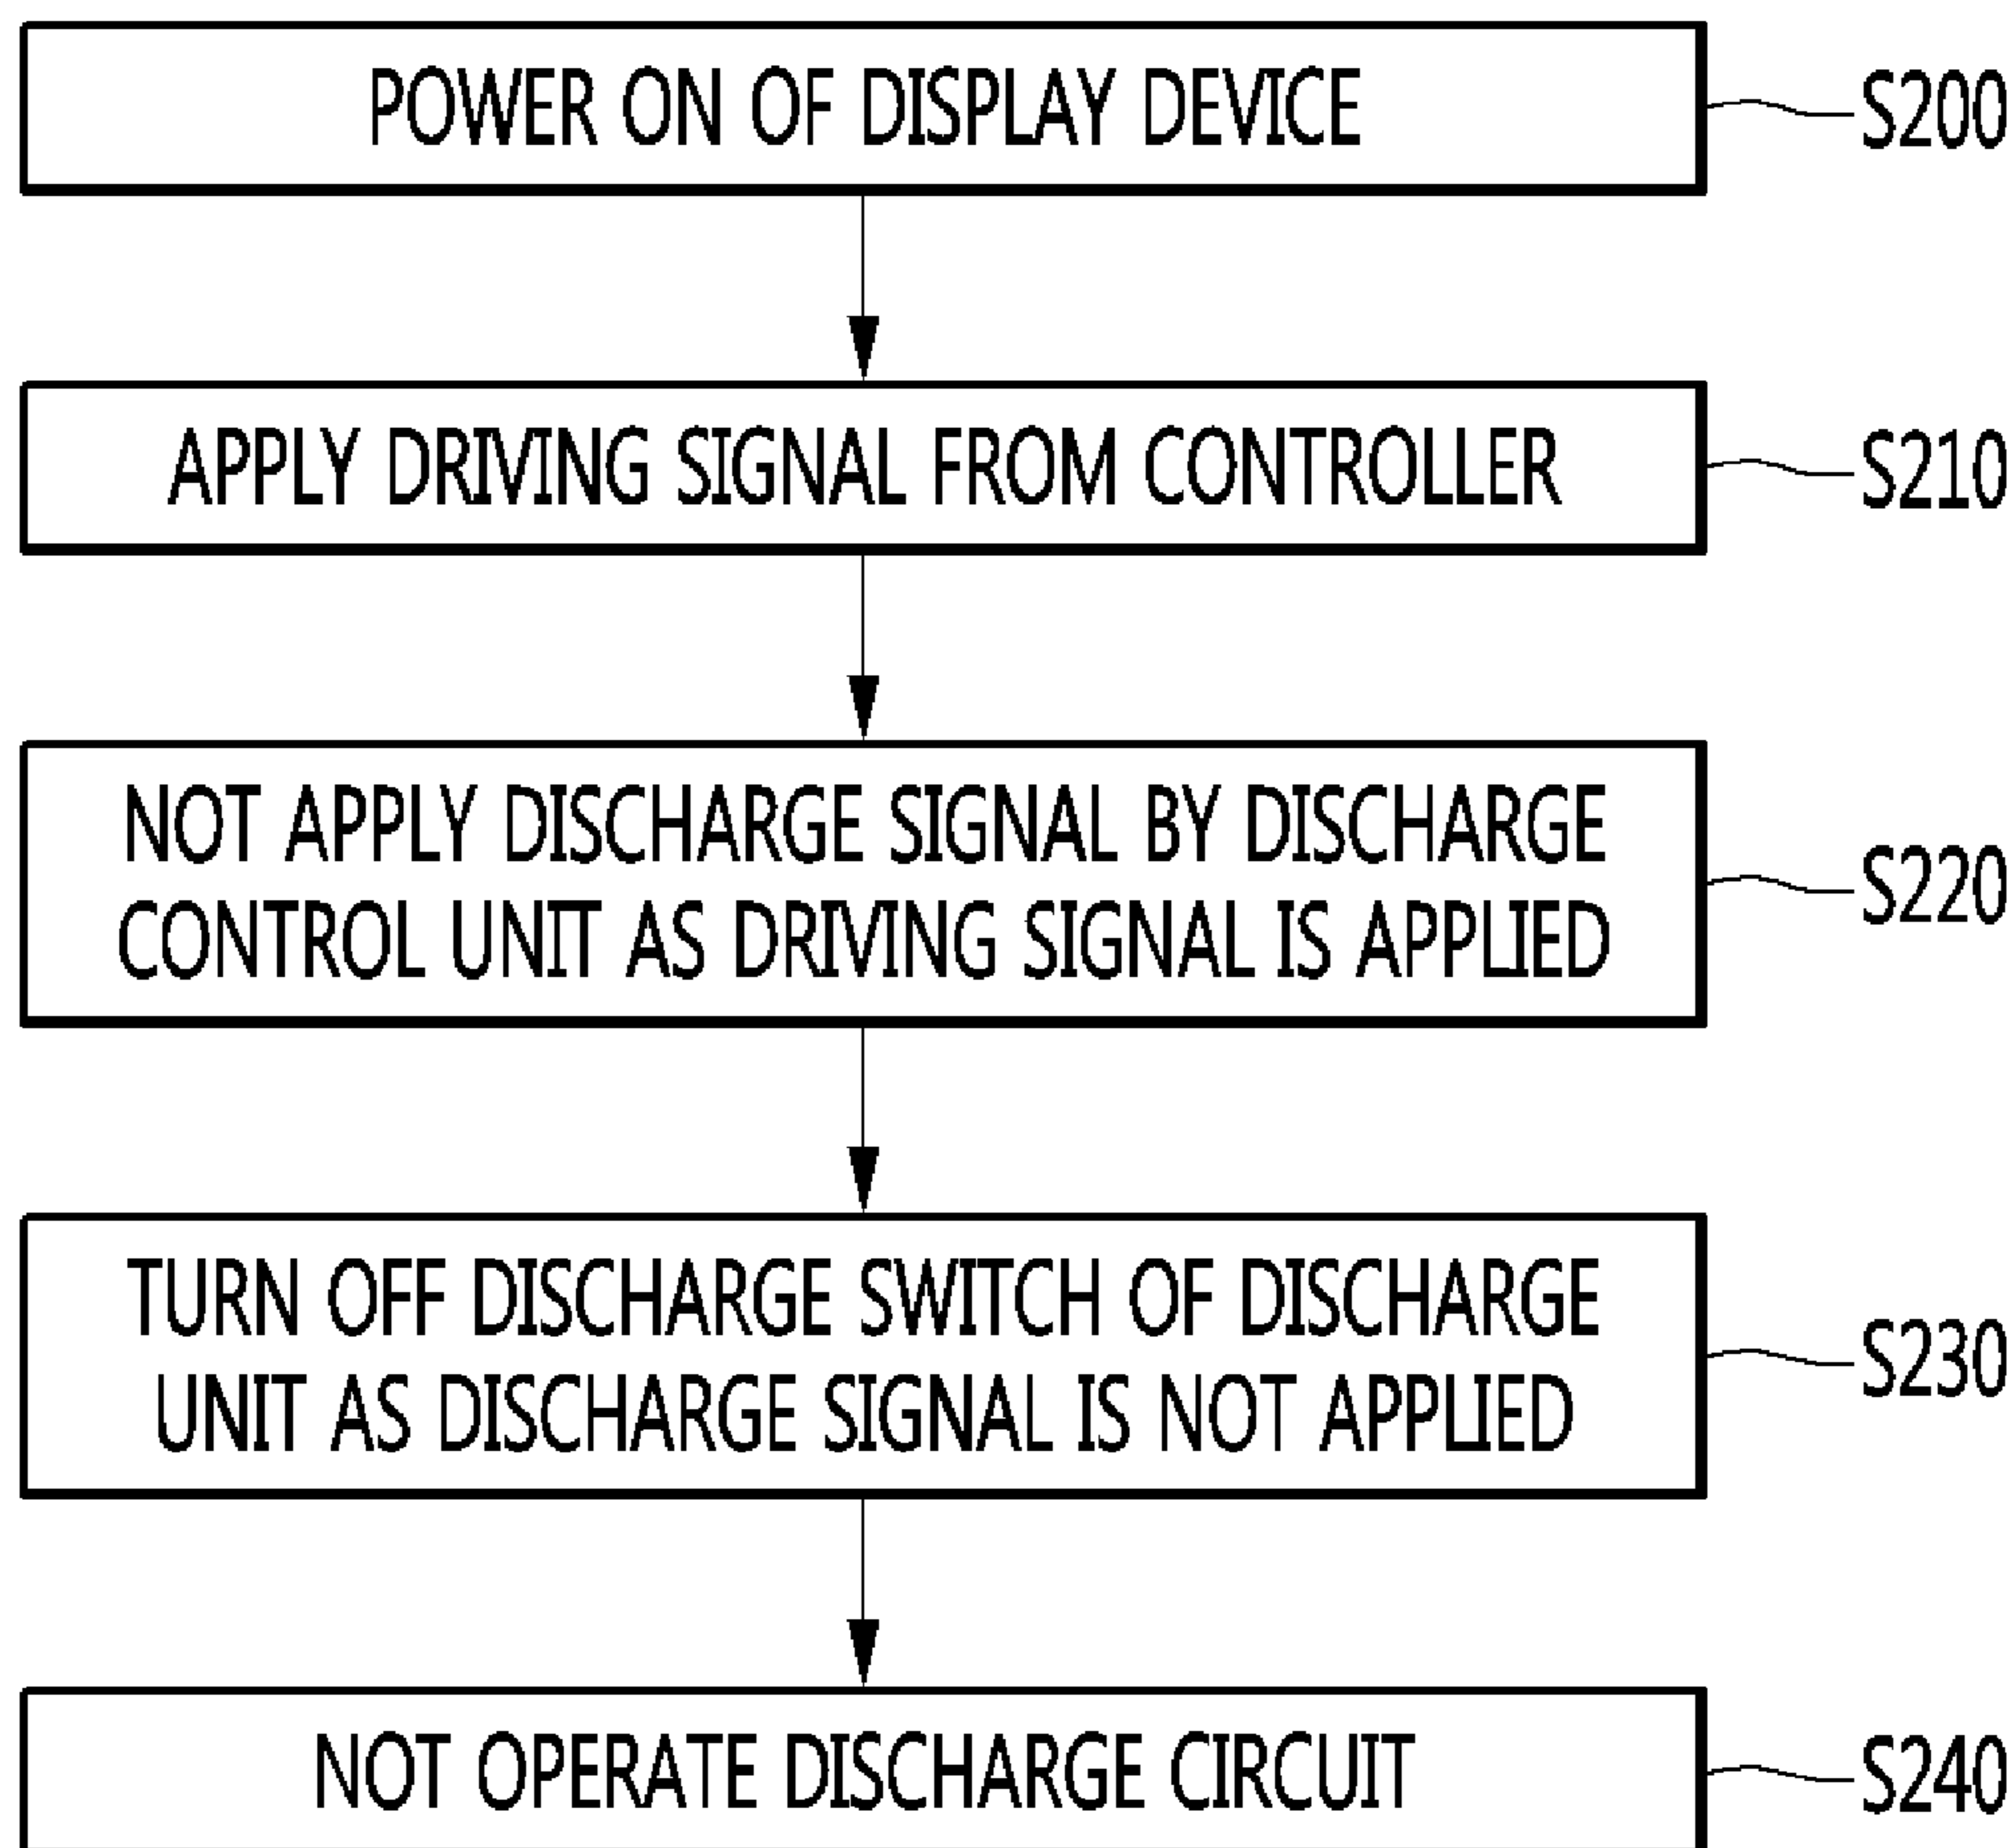 POWER ON OF DISPLAY DEVICE
S200
APPLY DRIVING SIGNAL FROM CONTROLLER
S210
NOT APPLY DISCHARGE SIGNAL BY DISCHARGE
CONTROL UNIT AS DRIVING SIGNAL IS APPLIED
S220
TURN OFF DISCHARGE SWITCH OF DISCHARGE
UNIT AS DISCHARGE SIGNAL IS NOT APPLIED
S230
NOT OPERATE DISCHARGE CIRCUIT
S240